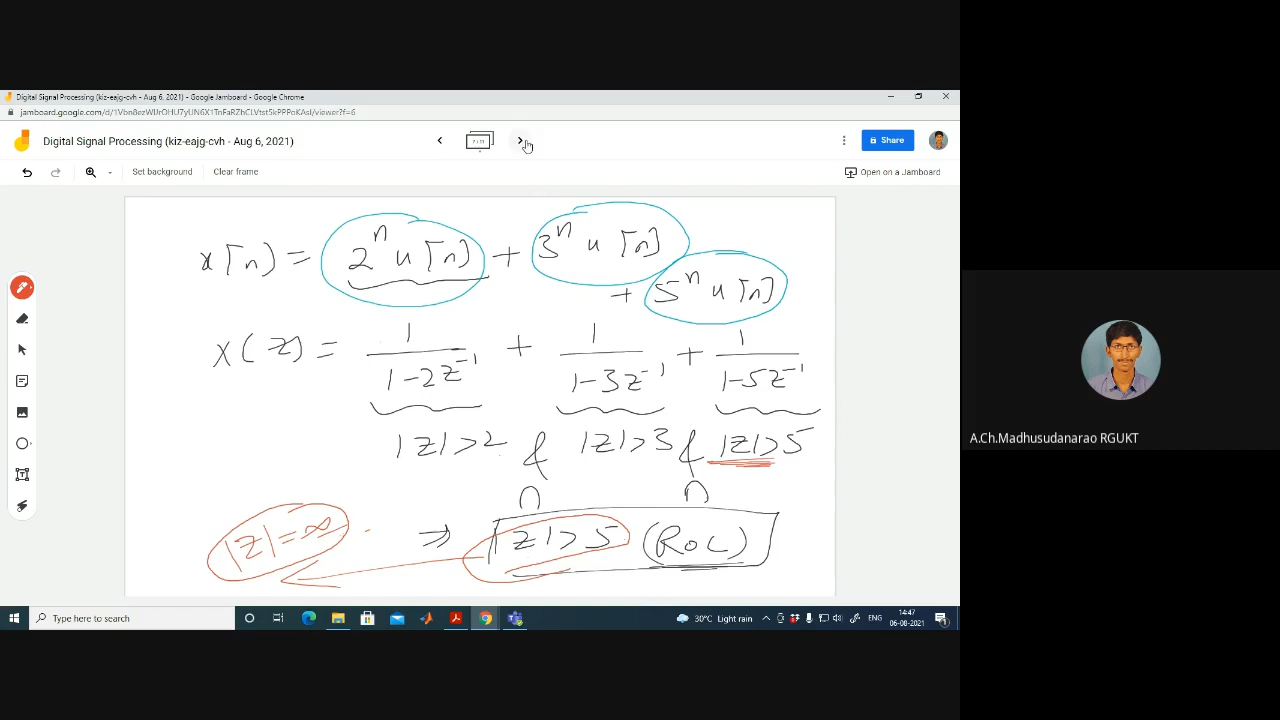 Digital Signal Processing (kiz-eajg-cvh - Aug 6, 2021) - Google Jamboard - Google Chrome
Digital Signal Processing (kiz-eajg-cvh - Aug 6, 2021)
Share
Set background
Clear frame
Open on a Jamboard
x[n] = 2^n u[n] + 3^n u[n]
+ 5^n u[n]
X(z) = 1/(1-2z^-1) + 1/(1-3z^-1) + 1/(1-5z^-1)
|z|>2 & |z|>3 & |z|>5
∩ ∩
|z|=∞ ⇒ |z|>5 (ROC)
A.Ch.Madhusudanarao RGUKT
Type here to search
30°C Light rain
ENG
14:47
06-08-2021